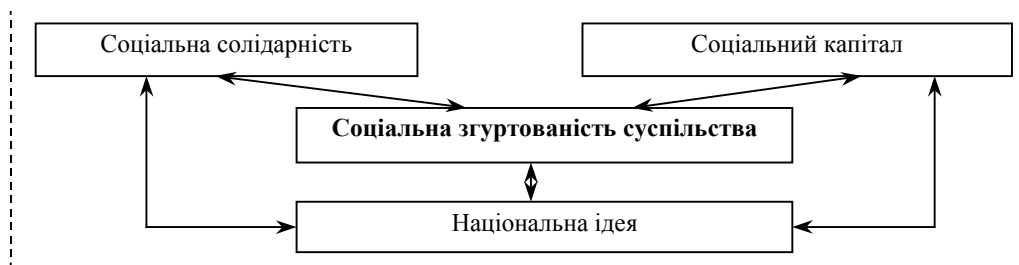 Соціальна солідарність
Соціальний капітал
Соціальна згуртованість суспільства
Національна ідея